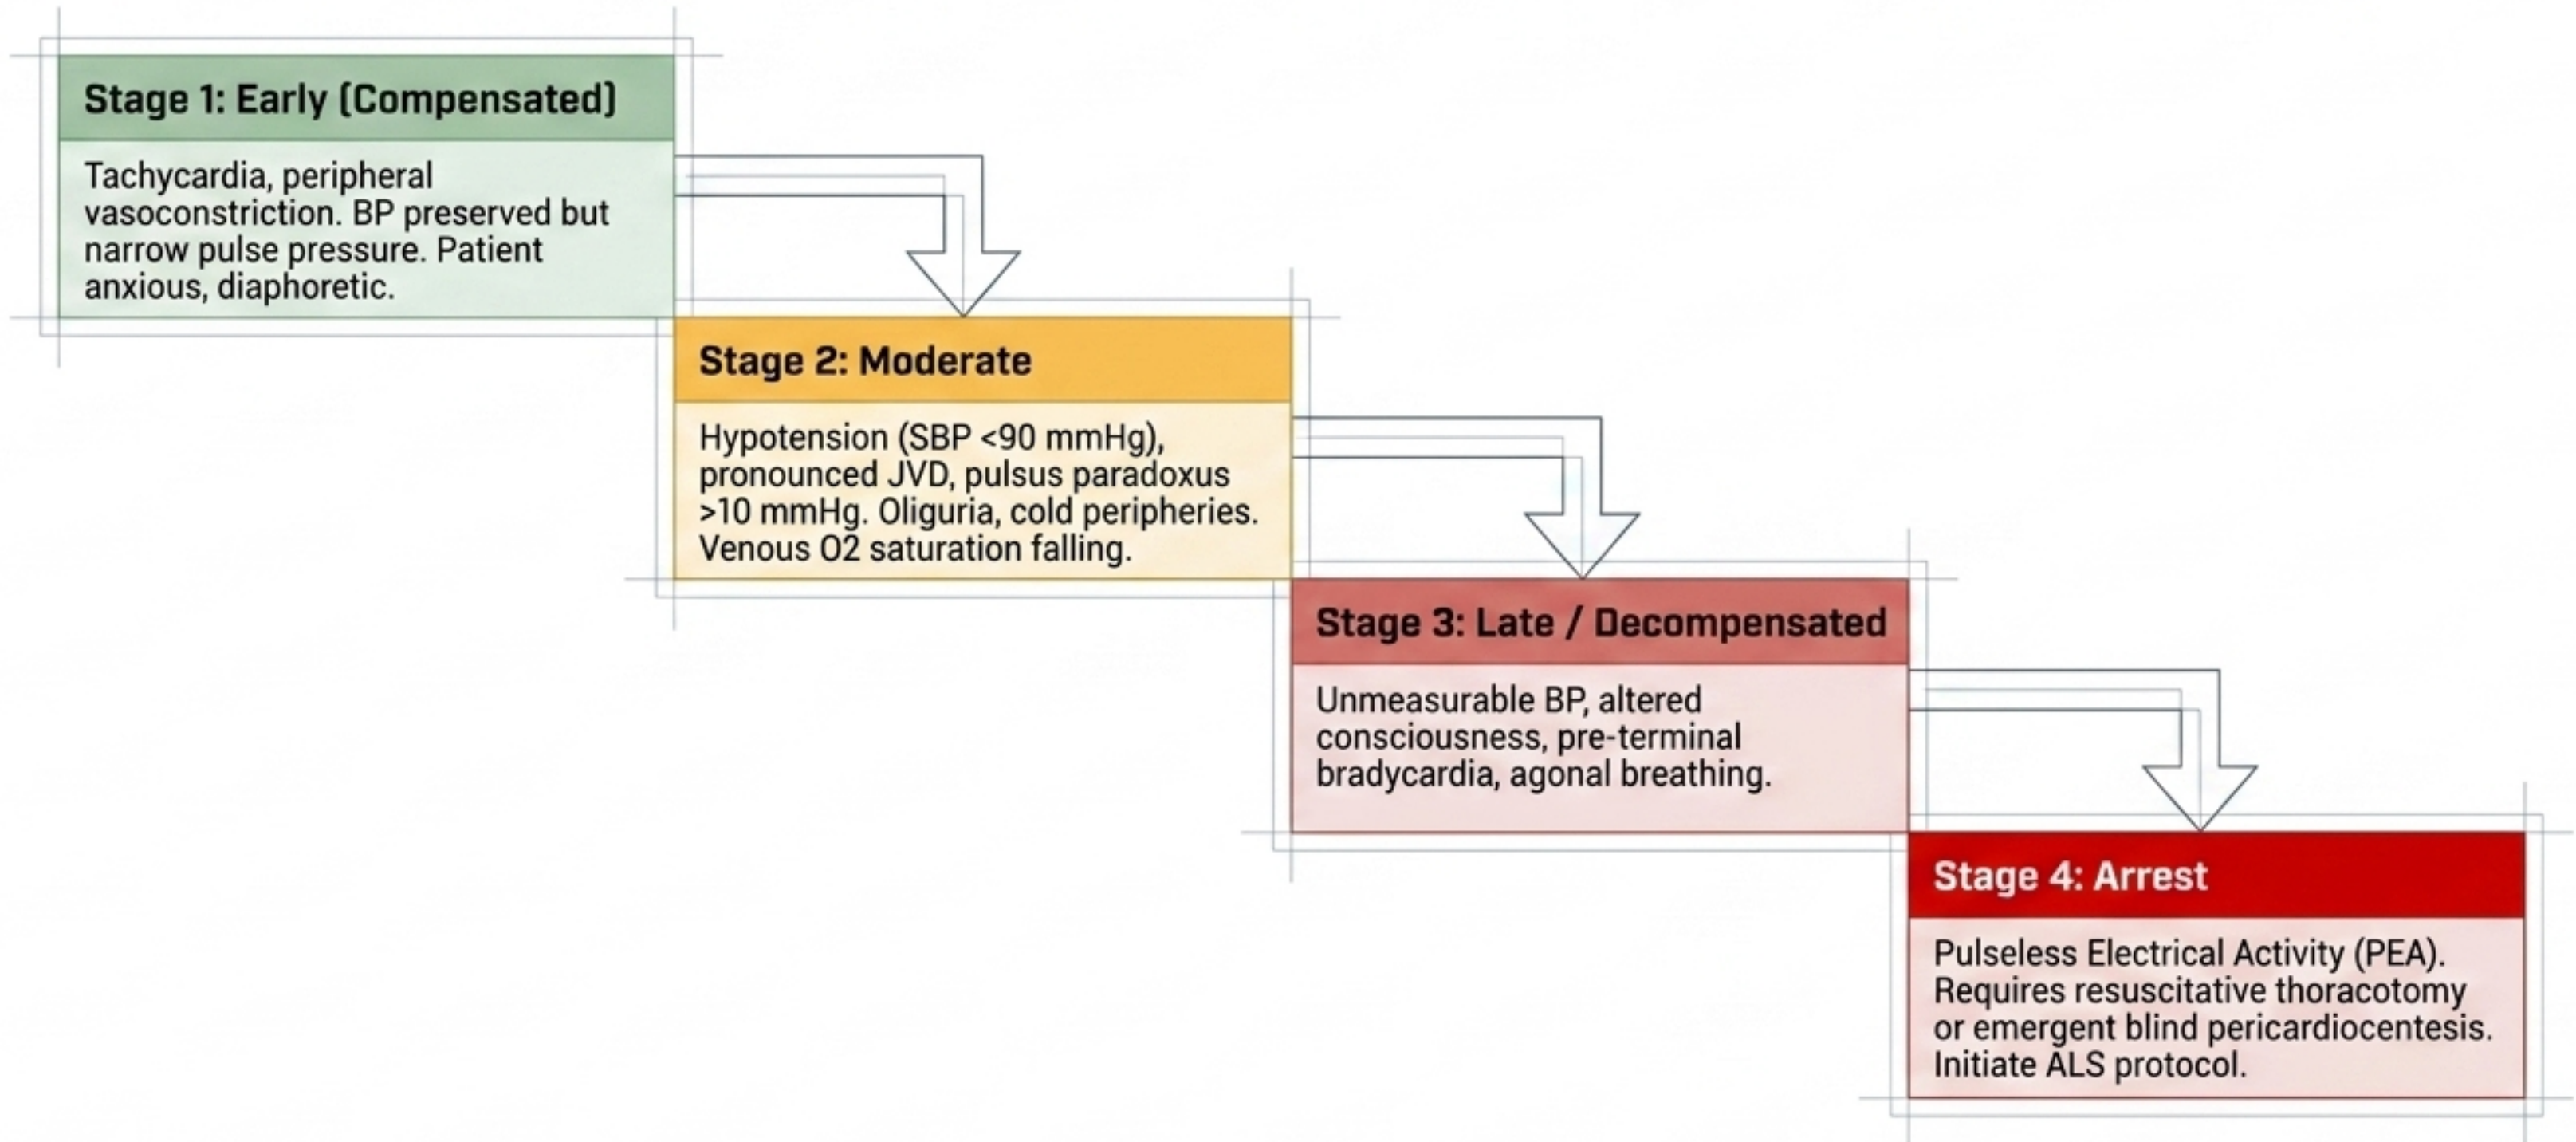 Stage 1: Early (Compensated)
Tachycardia, peripheral
vasoconstriction. BP preserved but
narrow pulse pressure. Patient
anxious, diaphoretic.
Stage 2: Moderate
Hypotension (SBP <90 mmHg),
pronounced JVD, pulsus paradoxus
>10 mmHg. Oliguria, cold peripheries.
Venous O2 saturation falling.
Stage 3: Late / Decompensated
Unmeasurable BP, altered
consciousness, pre-terminal
bradycardia, agonal breathing.
Stage 4: Arrest
Pulseless Electrical Activity (PEA).
Requires resuscitative thoracotomy
or emergent blind pericardiocentesis.
Initiate ALS protocol.